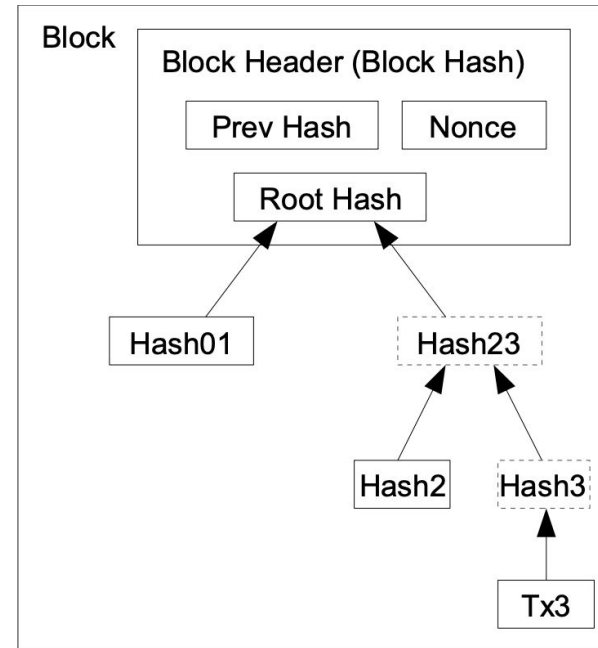 Block
Block Header (Block Hash)
Prev Hash
Nonce
Root Hash
Hash01
Hash23
Hash2
Hash3
Tx3